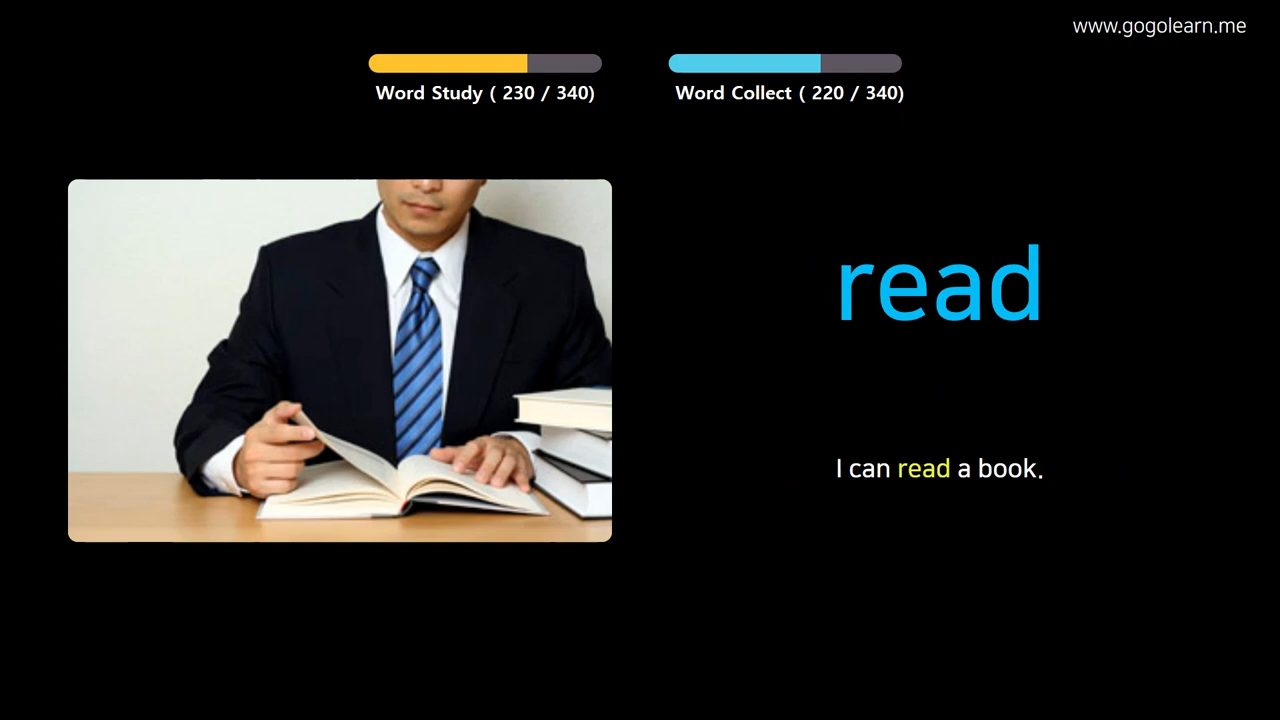 www.gogolearn.me
Word Study ( 230 / 340)
Word Collect ( 220 / 340)
read
I can read a book.